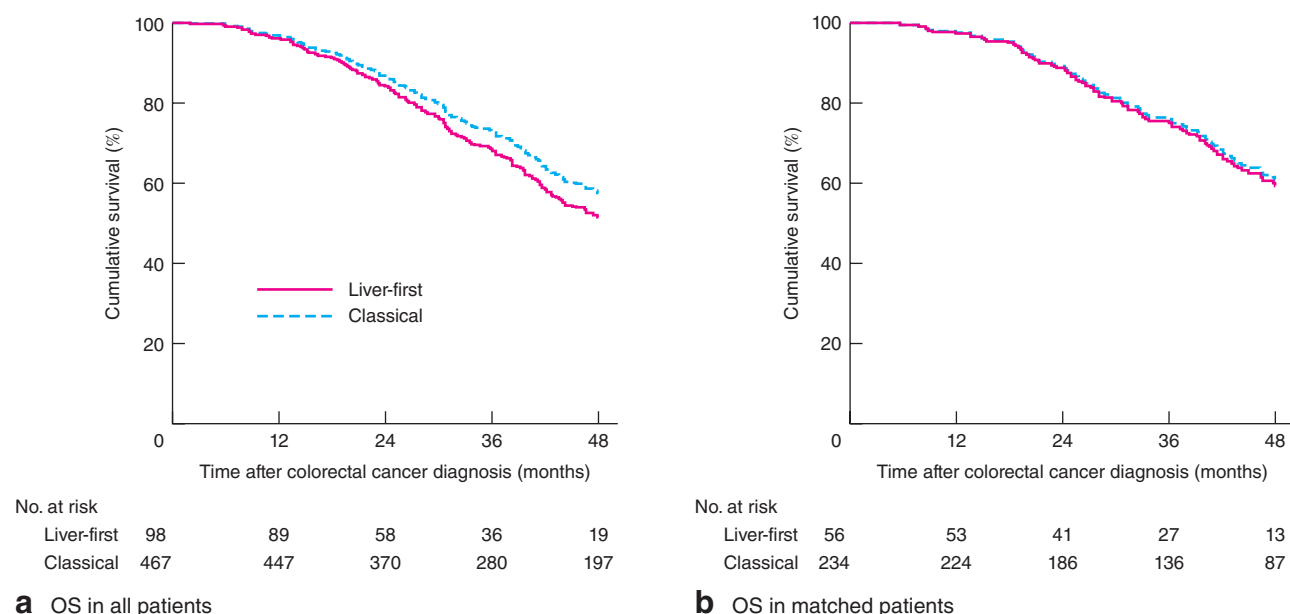 100
80
60
40
20
0
Cumulative survival (%)
Liver-first
Classical
12 24 36 48
Time after colorectal cancer diagnosis (months)
No. at risk
Liver-first 98 89 58 36 19
Classical 467 447 370 280 197
a OS in all patients
100
80
60
40
20
0
Cumulative survival (%)
12 24 36 48
Time after colorectal cancer diagnosis (months)
No. at risk
Liver-first 56 53 41 27 13
Classical 234 224 186 136 87
b OS in matched patients